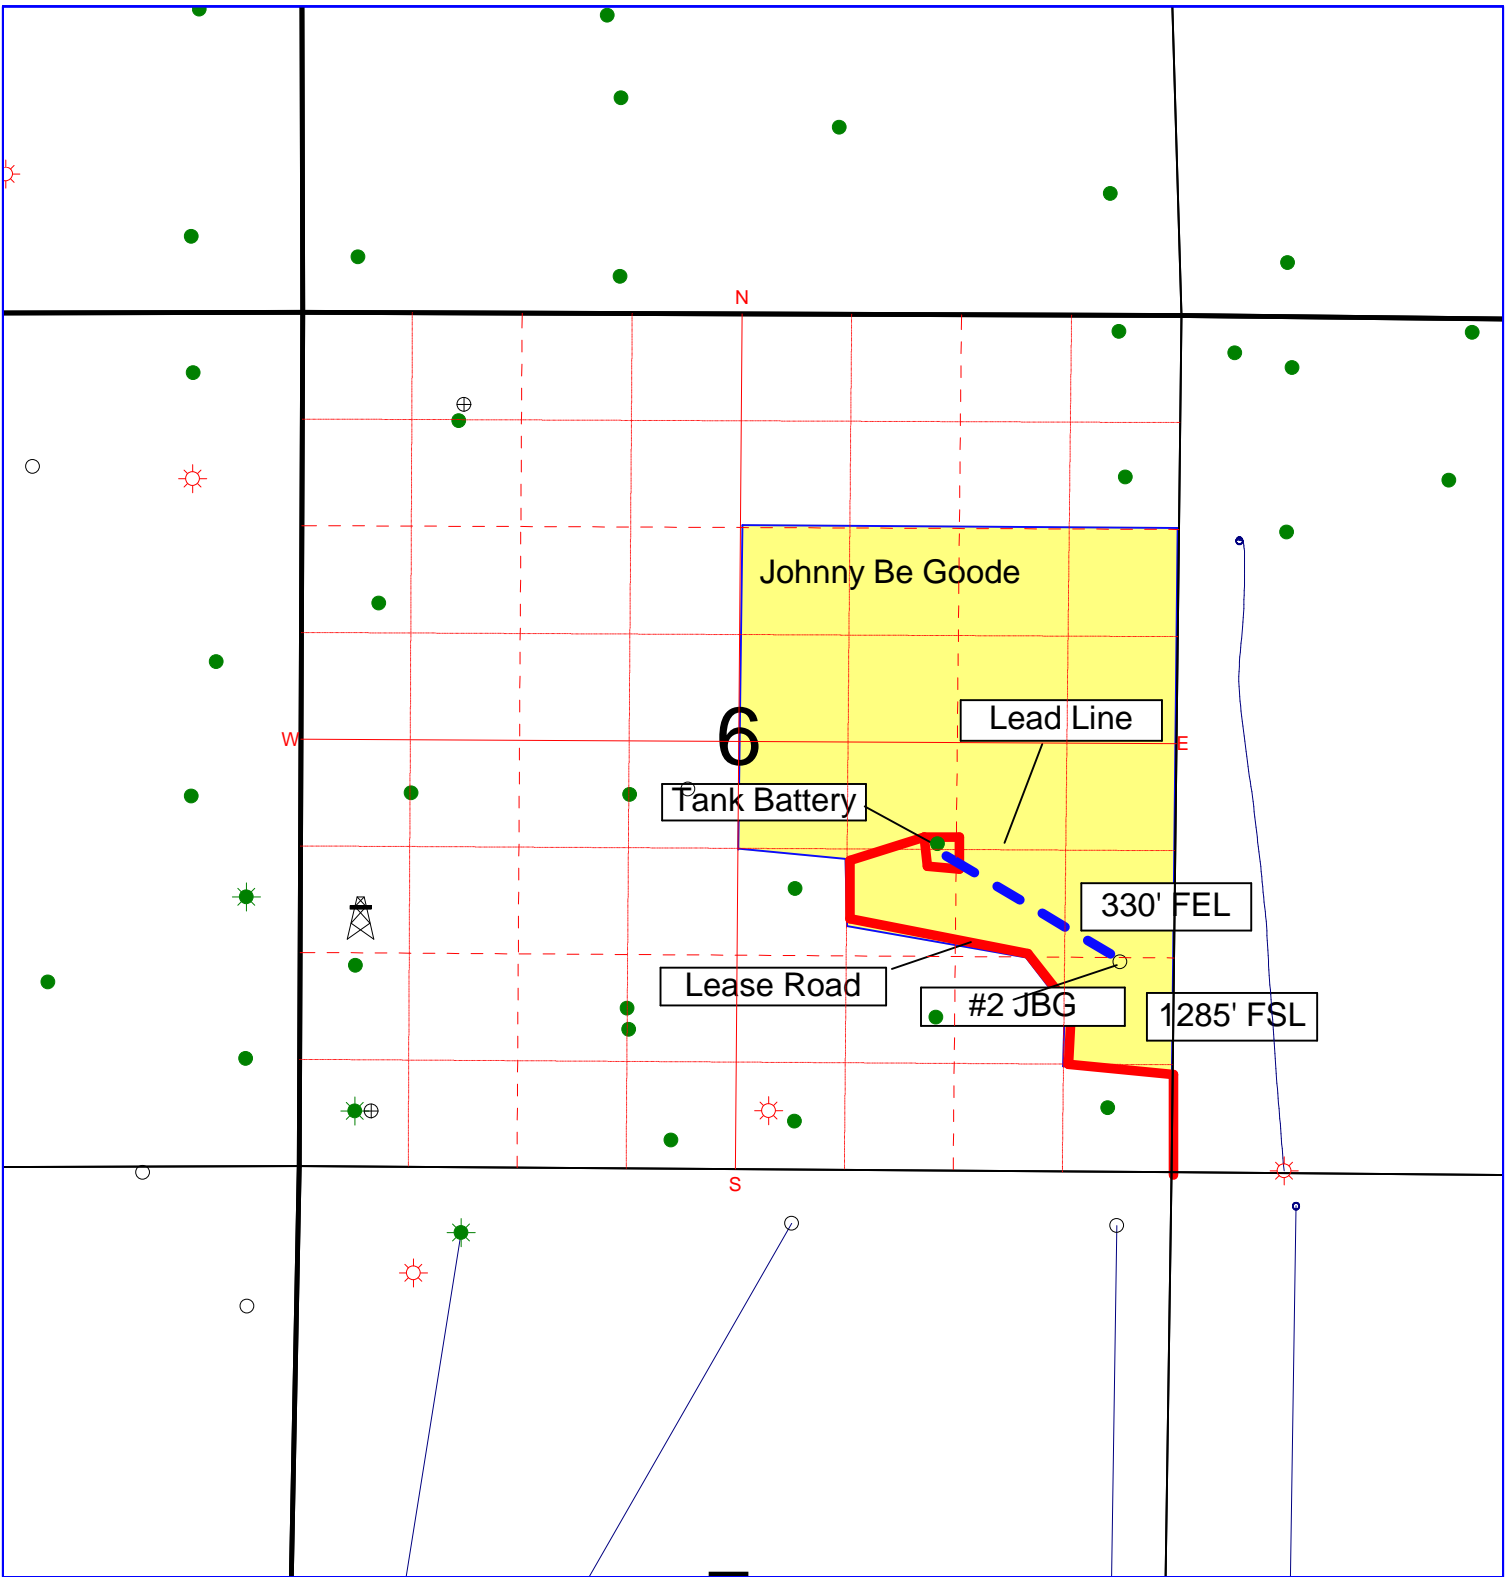 N
Johnny Be Goode
Lead Line
6
W
E
Tank Battery
330' FEL
Lease Road
#2 JBG
1285' FSL
S